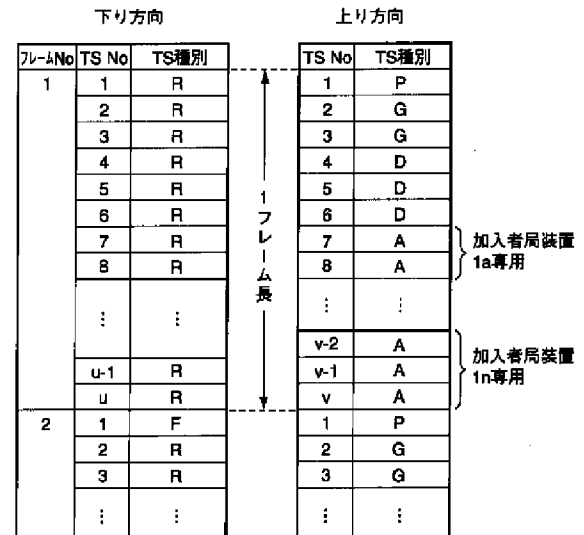 下り方向
上り方向
フレームNo TS No TS種別
1 1 R
2 R
3 R
4 R
5 R
6 R
7 R
8 R
⋮ ⋮
u-1 R
u R
2 1 F
2 R
3 R
⋮ ⋮
1フレーム長
TS No TS種別
1 P
2 G
3 G
4 D
5 D
6 D
7 A
8 A
⋮ ⋮
v-2 A
v-1 A
v A
1 P
2 G
3 G
⋮ ⋮
加入者局装置
1a専用
加入者局装置
1n専用